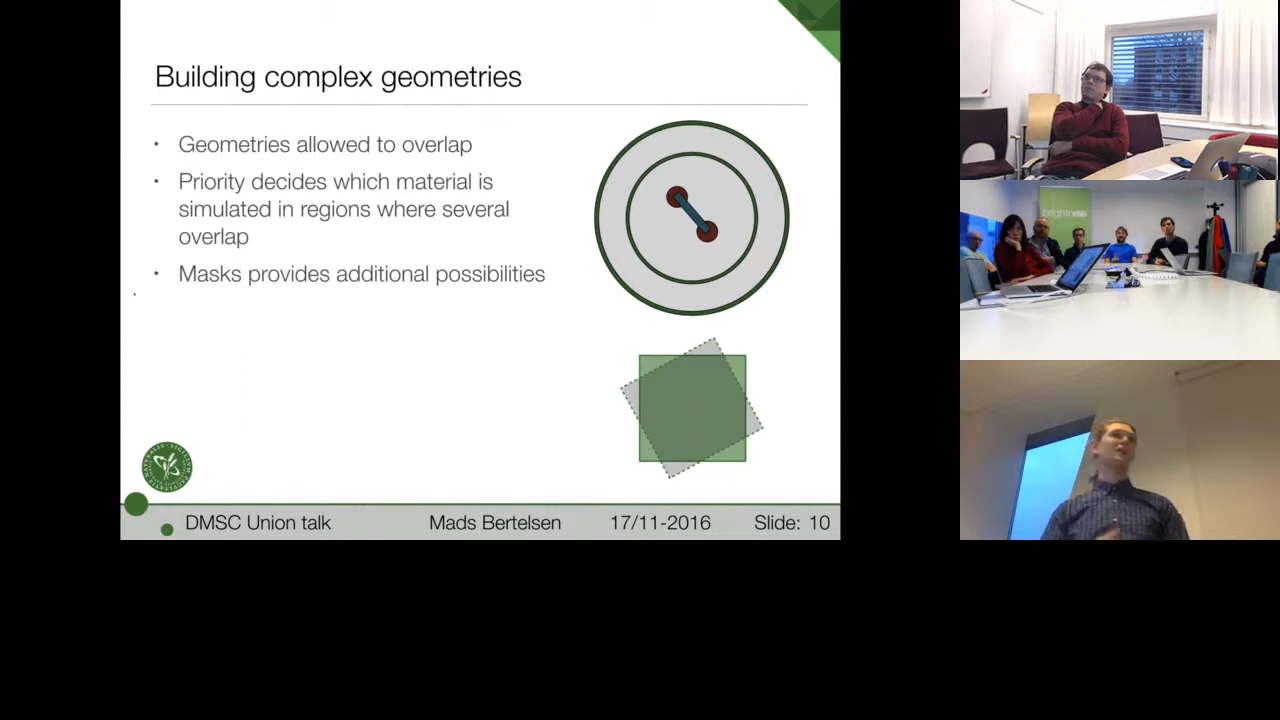 Building complex geometries
• Geometries allowed to overlap
• Priority decides which material is
simulated in regions where several
overlap
• Masks provides additional possibilities
DMSC Union talk Mads Bertelsen 17/11-2016 Slide: 10
brightness